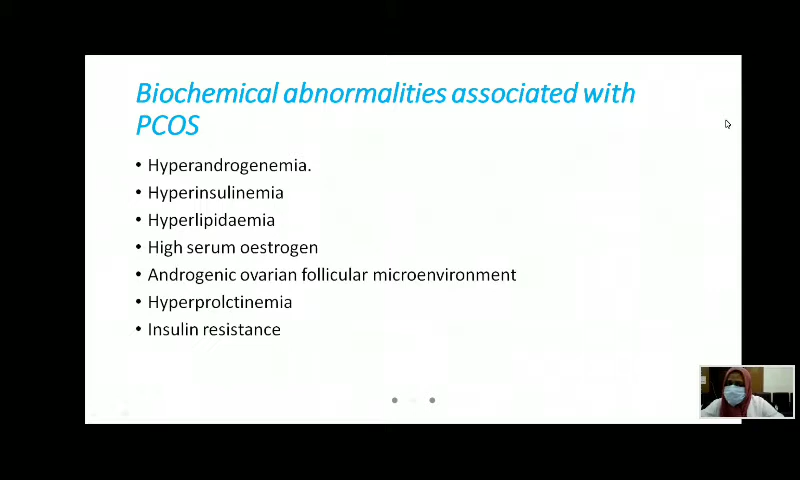 Biochemical abnormalities associated with
PCOS
• Hyperandrogenemia.
• Hyperinsulinemia
• Hyperlipidaemia
• High serum oestrogen
• Androgenic ovarian follicular microenvironment
• Hyperprolctinemia
• Insulin resistance